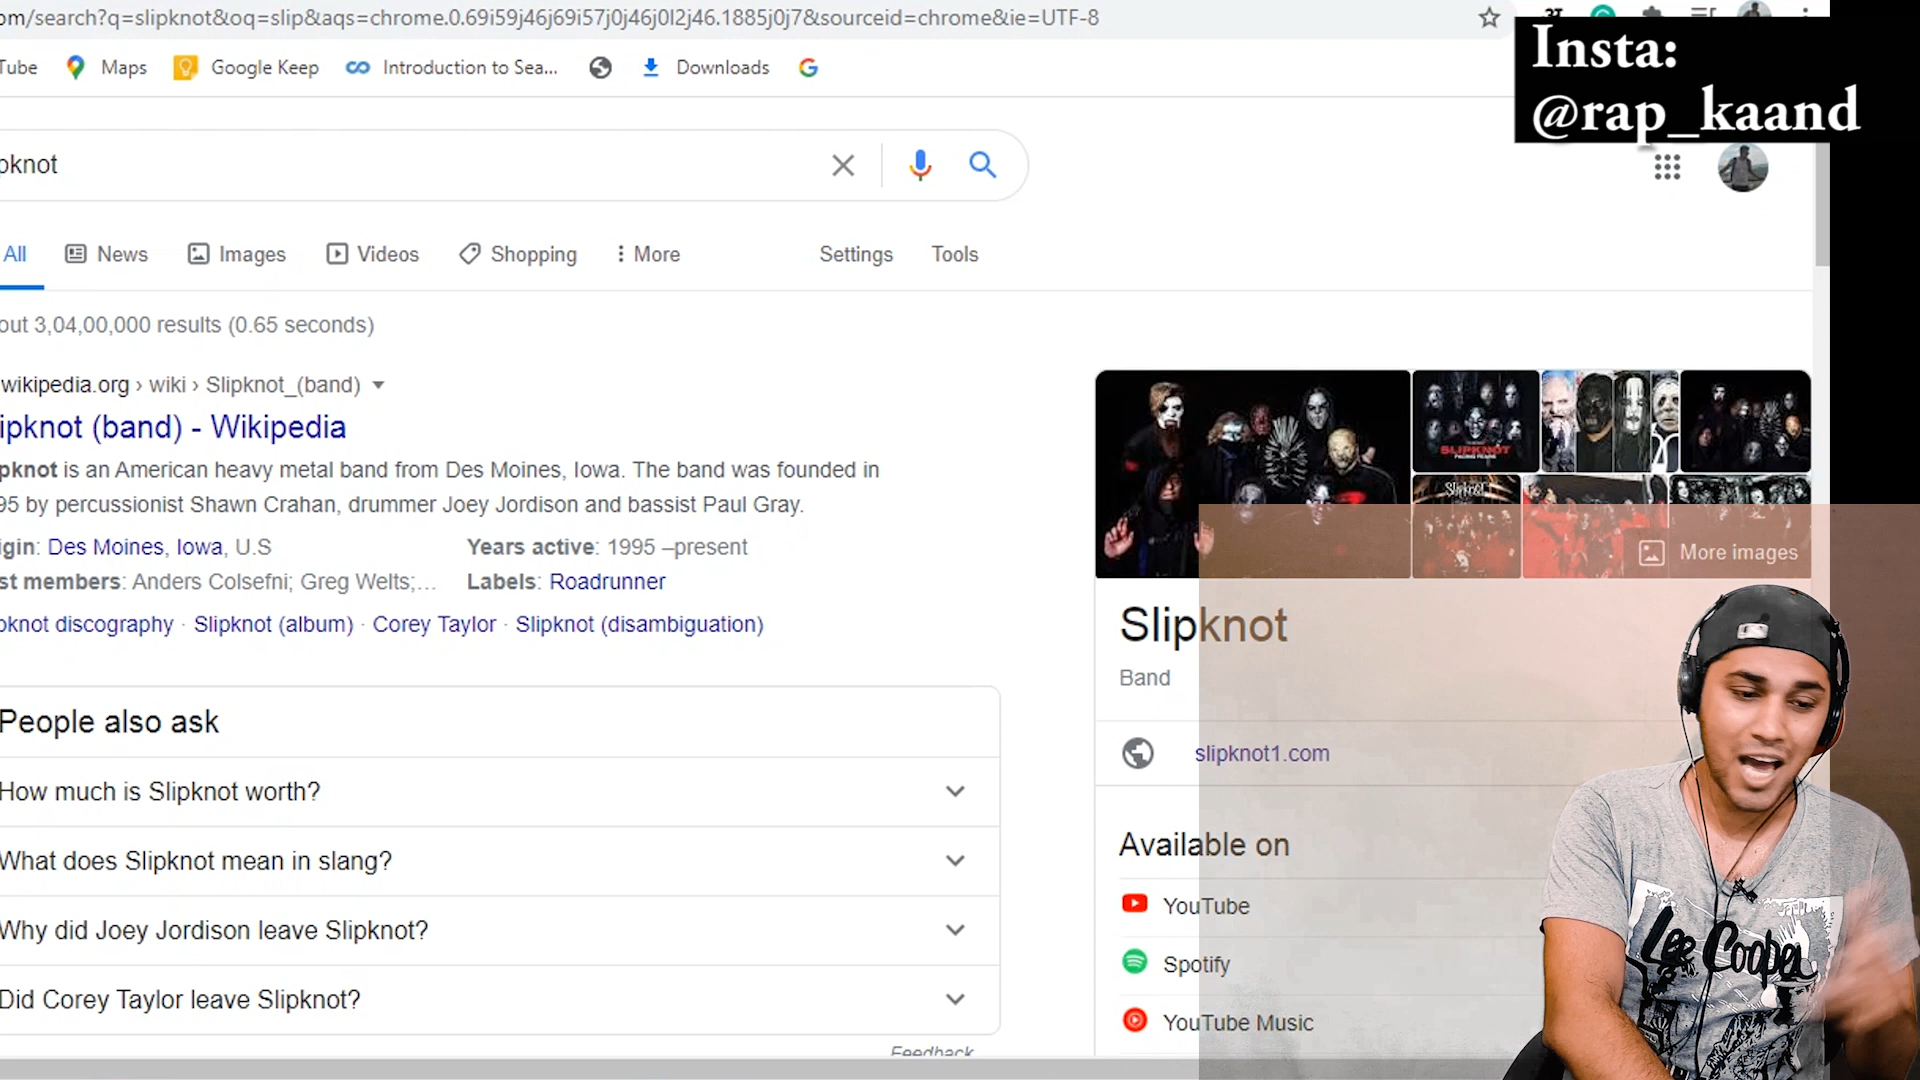 om/search?q=slipknot&oq=slip&aqs=chrome.0.69i59j46j69i57j0j46j0l2j46.1885j0j7&sourceid=chrome&ie=UTF-8
Insta:
@rap_kaand
Tube Maps Google Keep Introduction to Sea... Downloads
pknot
All News Images Videos Shopping More Settings Tools
out 3,04,00,000 results (0.65 seconds)
wikipedia.org › wiki › Slipknot_(band)
ipknot (band) - Wikipedia
pknot is an American heavy metal band from Des Moines, Iowa. The band was founded in
95 by percussionist Shawn Crahan, drummer Joey Jordison and bassist Paul Gray.
igin: Des Moines, Iowa, U.S Years active: 1995 –present
st members: Anders Colsefni; Greg Welts;... Labels: Roadrunner
oknot discography · Slipknot (album) · Corey Taylor · Slipknot (disambiguation)
People also ask
How much is Slipknot worth?
What does Slipknot mean in slang?
Why did Joey Jordison leave Slipknot?
Did Corey Taylor leave Slipknot?
Feedback
SLIPKNOT
Slipknot
More images
Slipknot
Band
slipknot1.com
Available on
YouTube
Spotify
YouTube Music
Lee Cooper